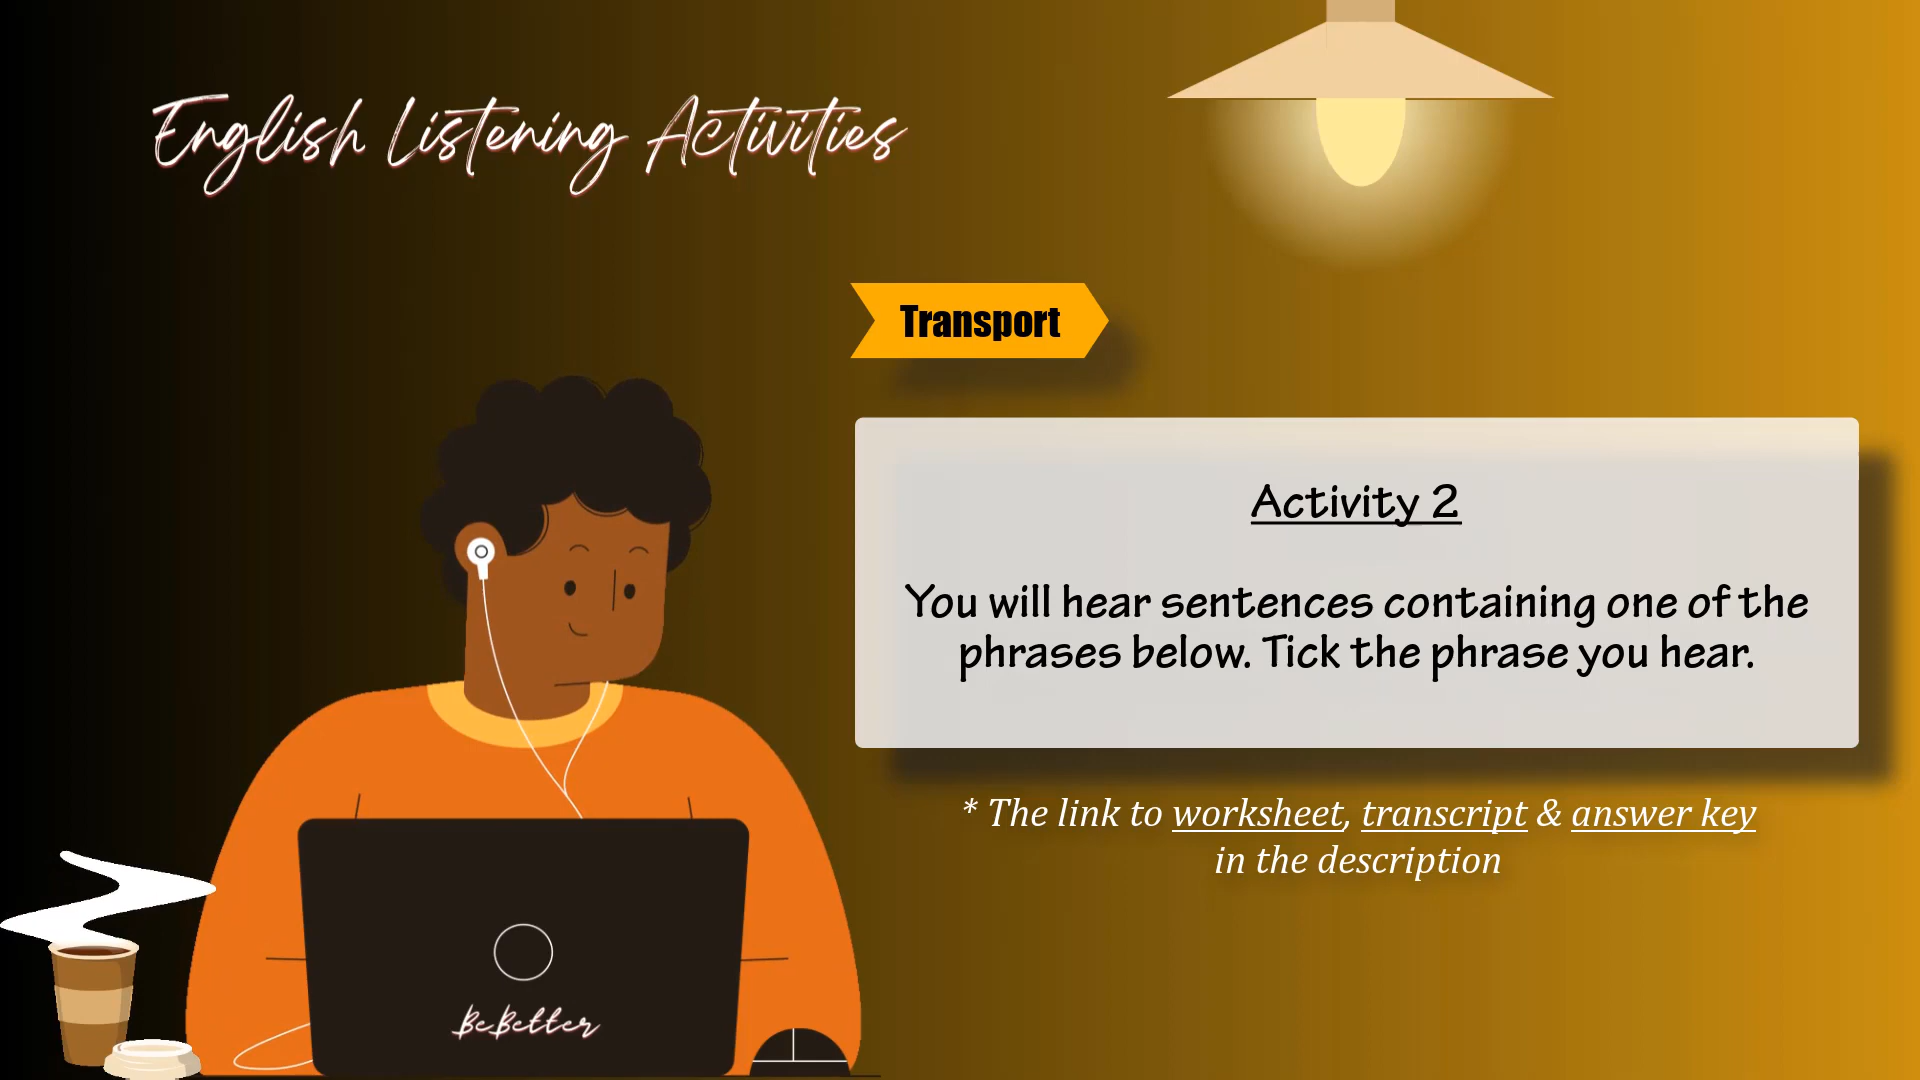 English Listening Activities
Transport
Activity 2
You will hear sentences containing one of the
phrases below. Tick the phrase you hear.
* The link to worksheet, transcript & answer key
in the description
BeBetter